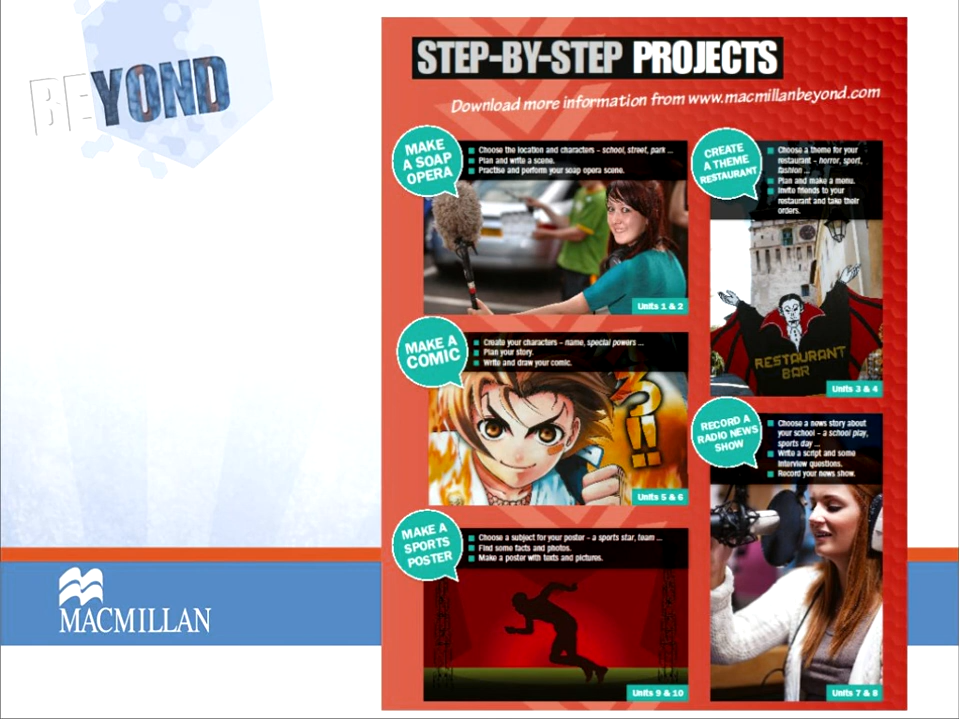 BEYOND
STEP-BY-STEP PROJECTS
Download more information from www.macmillanbeyond.com
MAKE
A SOAP
OPERA
Choose the location and characters – school, street, park ...
Plan and write a scene.
Practise and perform your soap opera scene.
Units 1 & 2
CREATE
A THEME
RESTAURANT
Choose a theme for your
restaurant – horror, sport,
fashion ...
Plan and make a menu.
Invite friends to your
restaurant and take their
orders.
RESTAURANT
BAR
Units 3 & 4
MAKE A
COMIC
Create your characters – name, special powers ...
Plan your story.
Write and draw your comic.
?!!
Units 5 & 6
RECORD A
RADIO NEWS
SHOW
Choose a news story about
your school – a school play,
sports day ...
Write a script and some
interview questions.
Record your news show.
Units 7 & 8
MAKE A
SPORTS
POSTER
Choose a subject for your poster – a sports star, team ...
Find some facts and photos.
Make a poster with texts and pictures.
Units 9 & 10
MACMILLAN